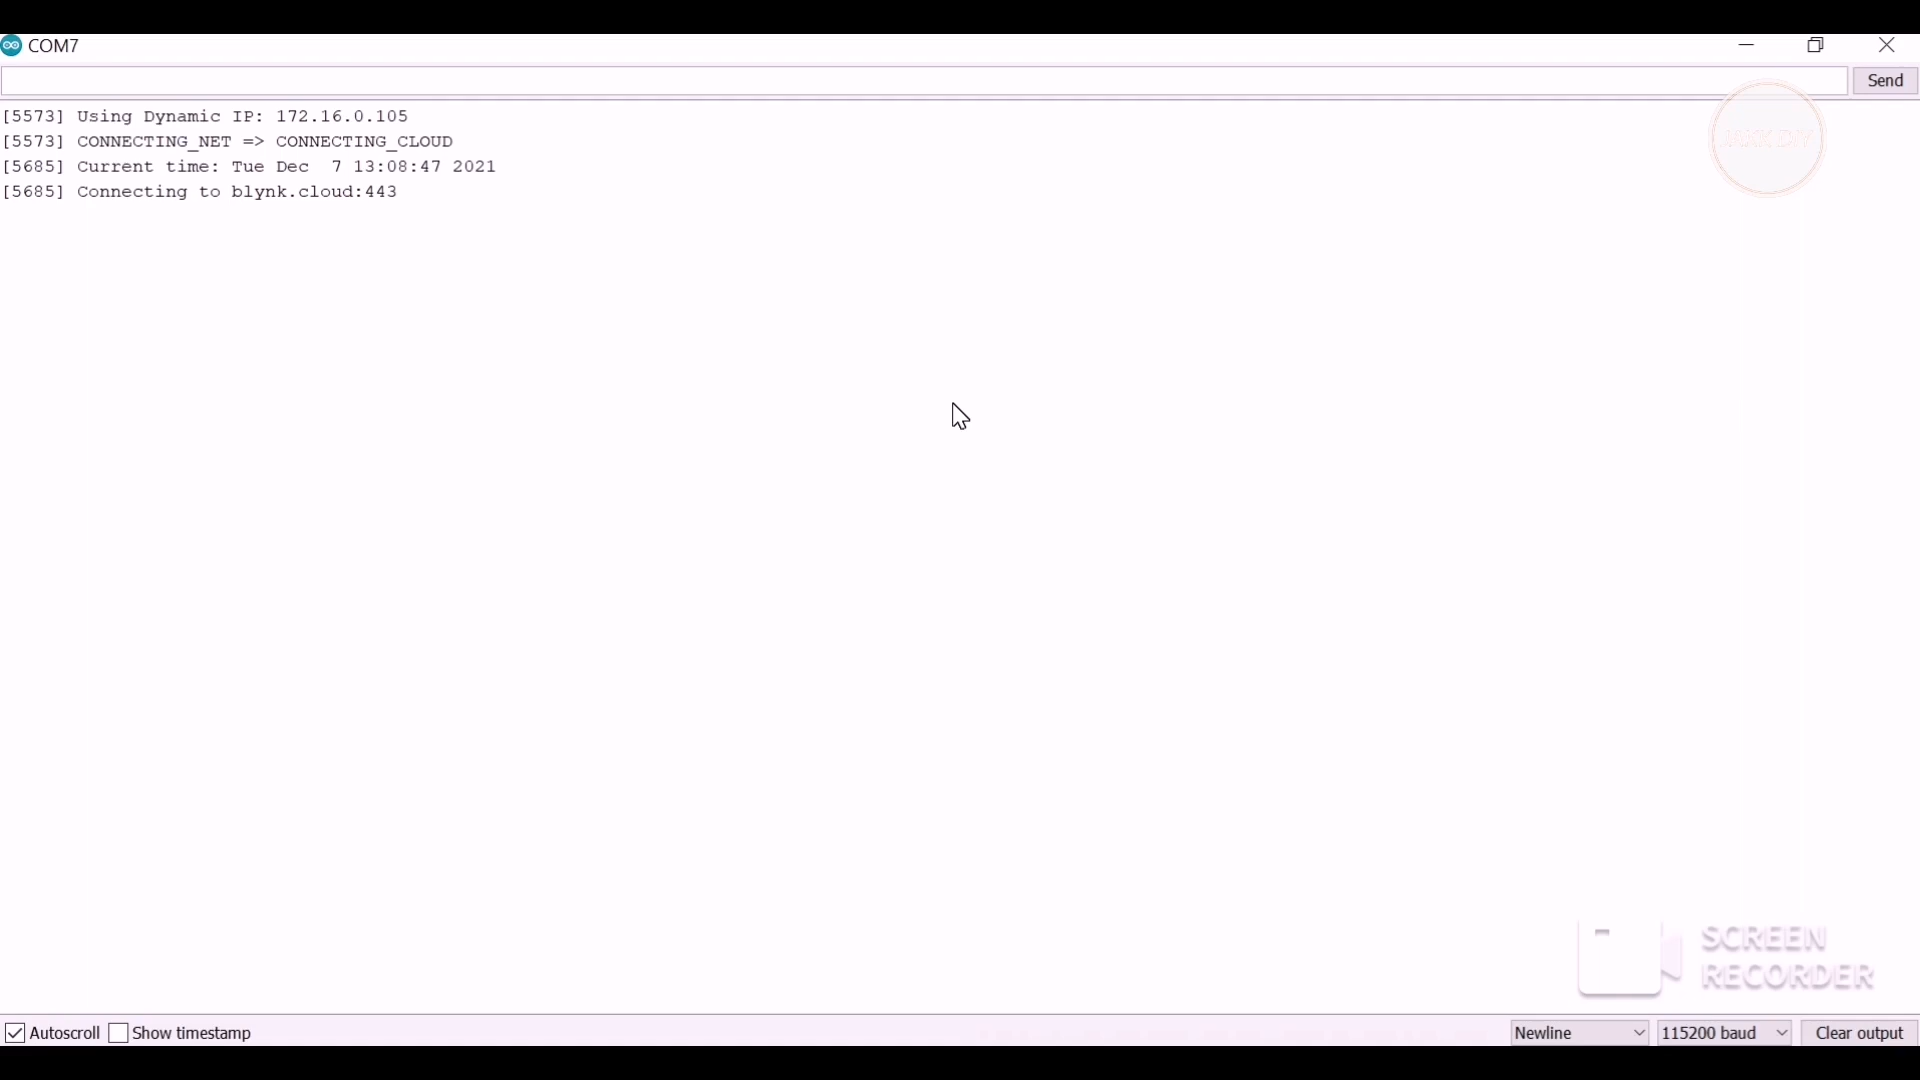 COM7
Send
[5573] Using Dynamic IP: 172.16.0.105
[5573] CONNECTING_NET => CONNECTING_CLOUD
[5685] Current time: Tue Dec  7 13:08:47 2021
[5685] Connecting to blynk.cloud:443
SCREEN
RECORDER
Autoscroll Show timestamp Newline 115200 baud Clear output